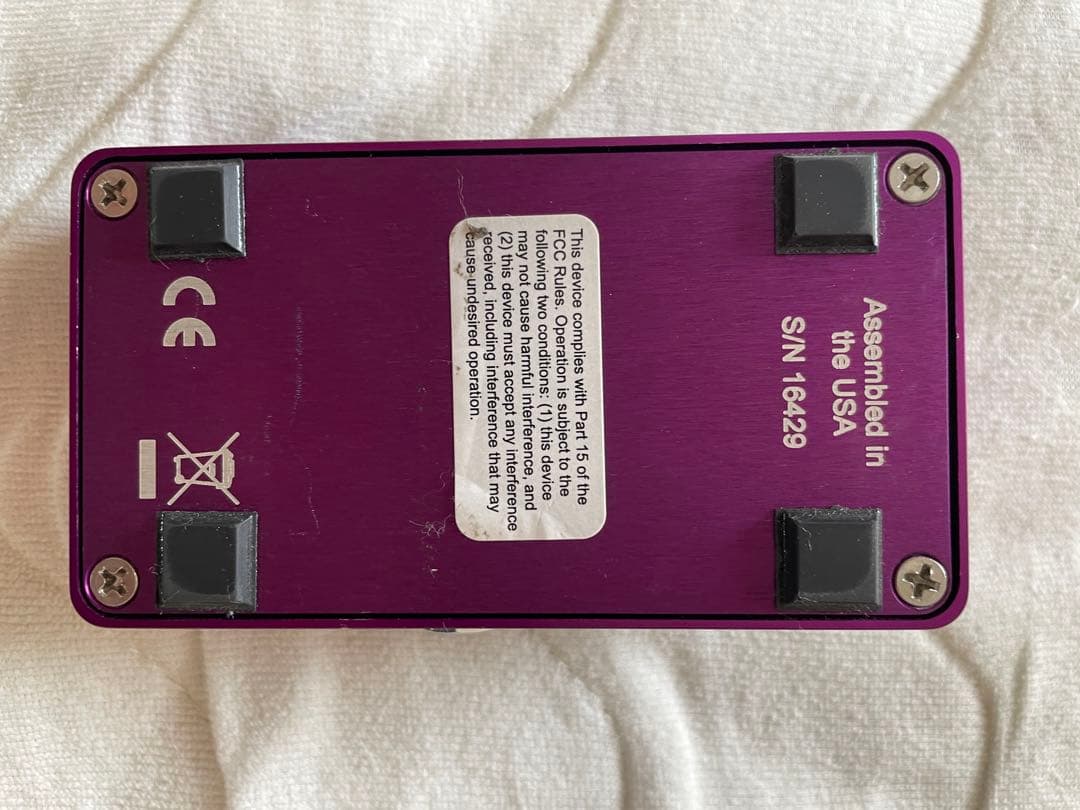 Assembled in
the USA
S/N 16429
This device complies with Part 15 of the
FCC Rules. Operation is subject to the
following two conditions: (1) this device
may not cause harmful interference, and
(2) this device must accept any interference
received, including interference that may
cause undesired operation.
CE